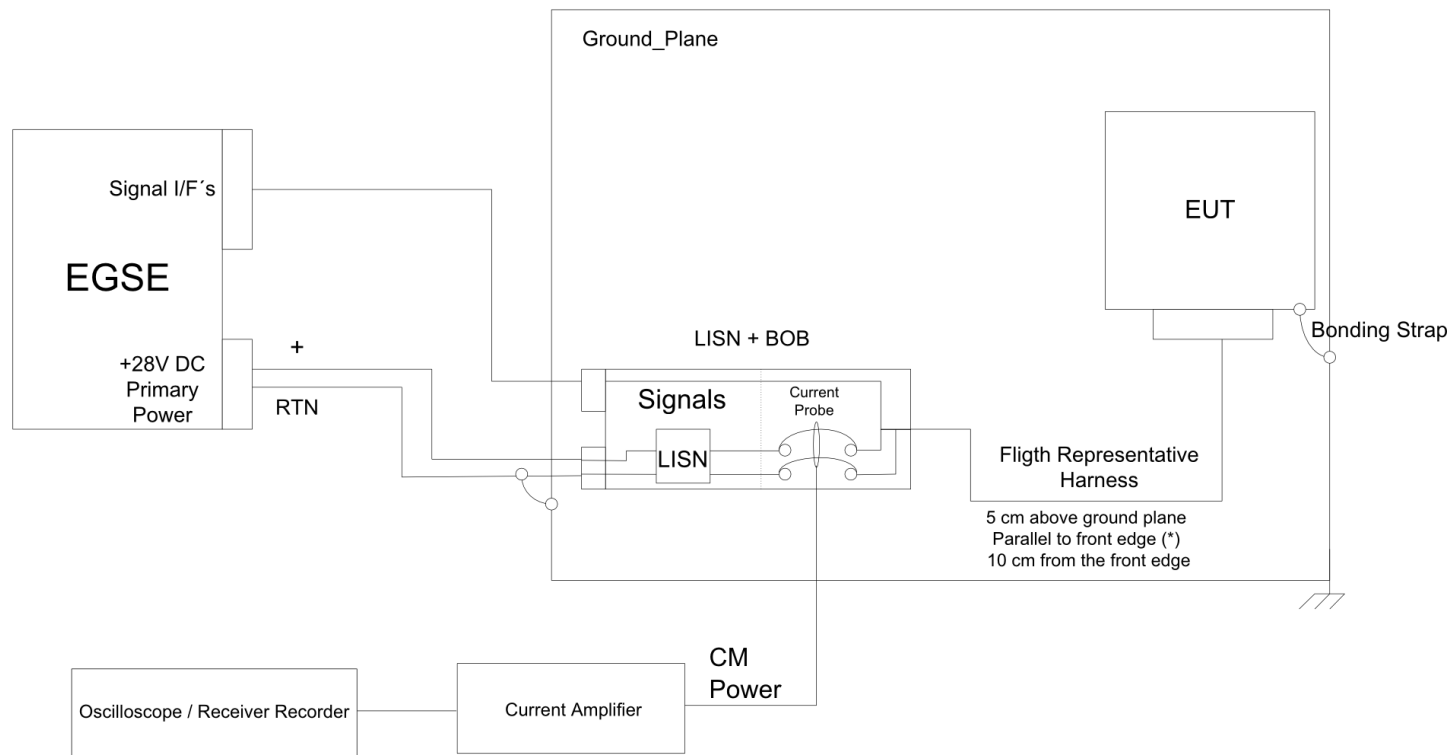 Ground_Plane
Signal I/F´s
EGSE
EUT
Bonding Strap
LISN + BOB
+
+28V DC
Primary
Power
RTN
Signals
Current
Probe
LISN
Fligth Representative
Harness
5 cm above ground plane
Parallel to front edge (*)
10 cm from the front edge
CM
Power
Oscilloscope / Receiver Recorder
Current Amplifier